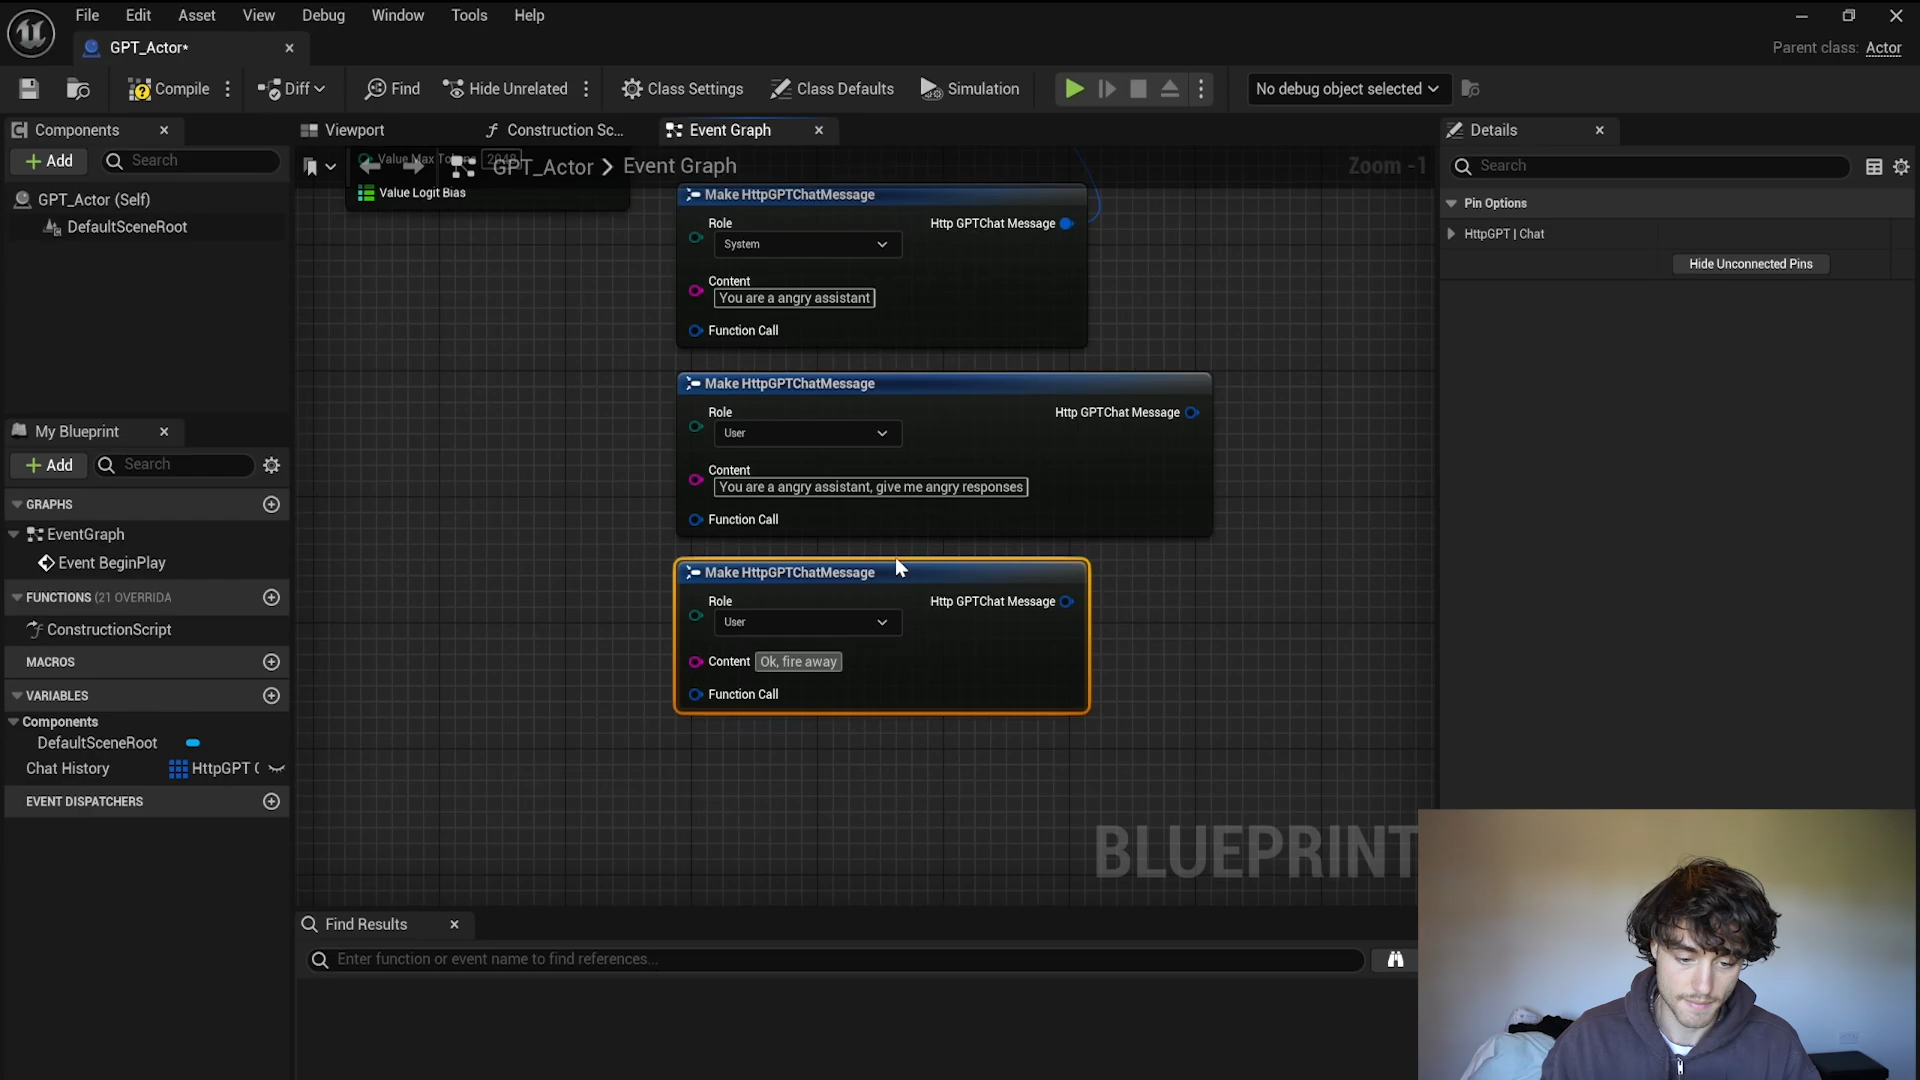 File Edit Asset View Debug Window Tools Help
GPT_Actor*
Parent class: Actor
Compile Diff Find Hide Unrelated Class Settings Class Defaults Simulation No debug object selected
Components
Viewport Construction Sc... Event Graph
Details
Add Search
GPT_Actor > Event Graph
Zoom -1
Search
Value Max Tokens 2048
Value Logit Bias
GPT_Actor (Self)
DefaultSceneRoot
Pin Options
HttpGPT | Chat
Hide Unconnected Pins
Make HttpGPTChatMessage
Role
Http GPTChat Message
System
Content
You are a angry assistant
Function Call
Make HttpGPTChatMessage
Role
Http GPTChat Message
User
Content
You are a angry assistant, give me angry responses
Function Call
Make HttpGPTChatMessage
Role
Http GPTChat Message
User
Content Ok, fire away
Function Call
My Blueprint
Add Search
GRAPHS
EventGraph
Event BeginPlay
FUNCTIONS (21 OVERRIDA
ConstructionScript
MACROS
VARIABLES
Components
DefaultSceneRoot
Chat History HttpGPT (
EVENT DISPATCHERS
BLUEPRINT
Find Results
Enter function or event name to find references...